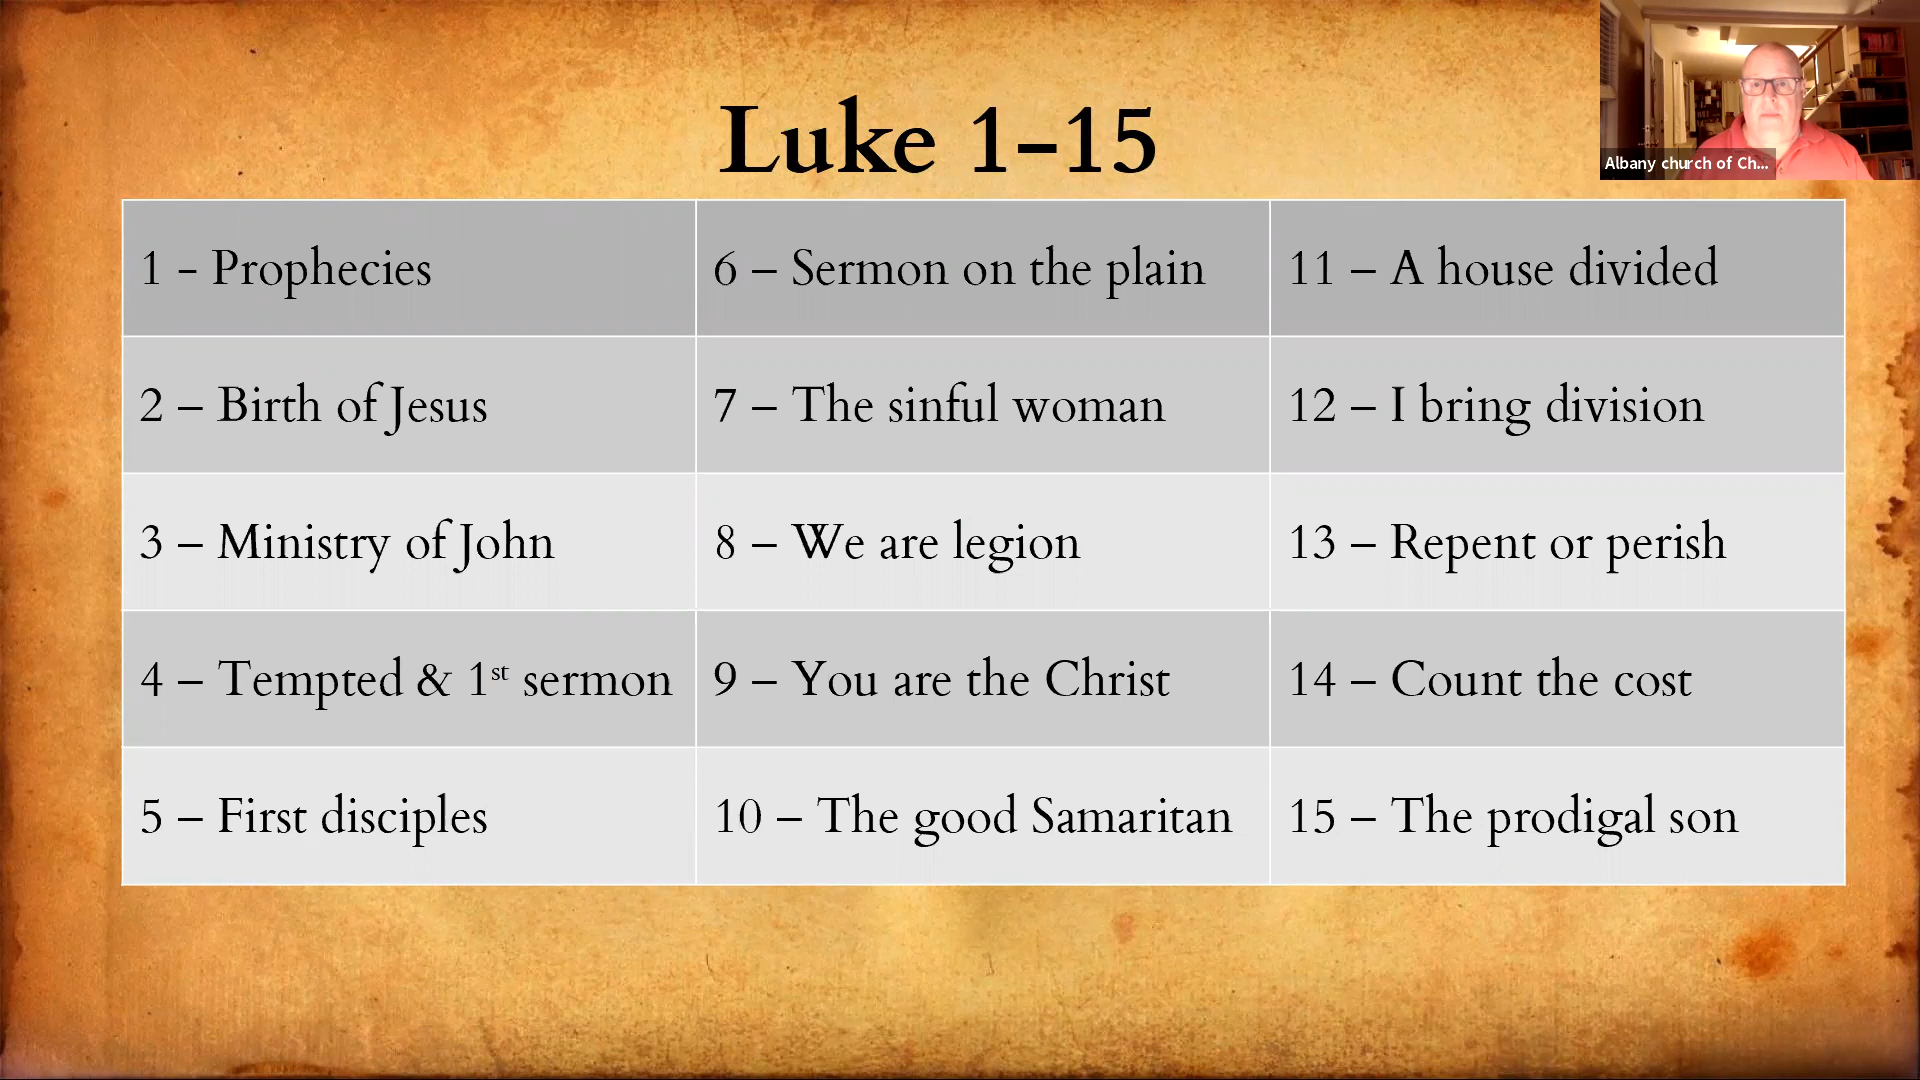 Luke 1-15
Albany church of Ch...
1 - Prophecies
6 – Sermon on the plain
11 – A house divided
2 – Birth of Jesus
7 – The sinful woman
12 – I bring division
3 – Ministry of John
8 – We are legion
13 – Repent or perish
4 – Tempted & 1st sermon
9 – You are the Christ
14 – Count the cost
5 – First disciples
10 – The good Samaritan
15 – The prodigal son